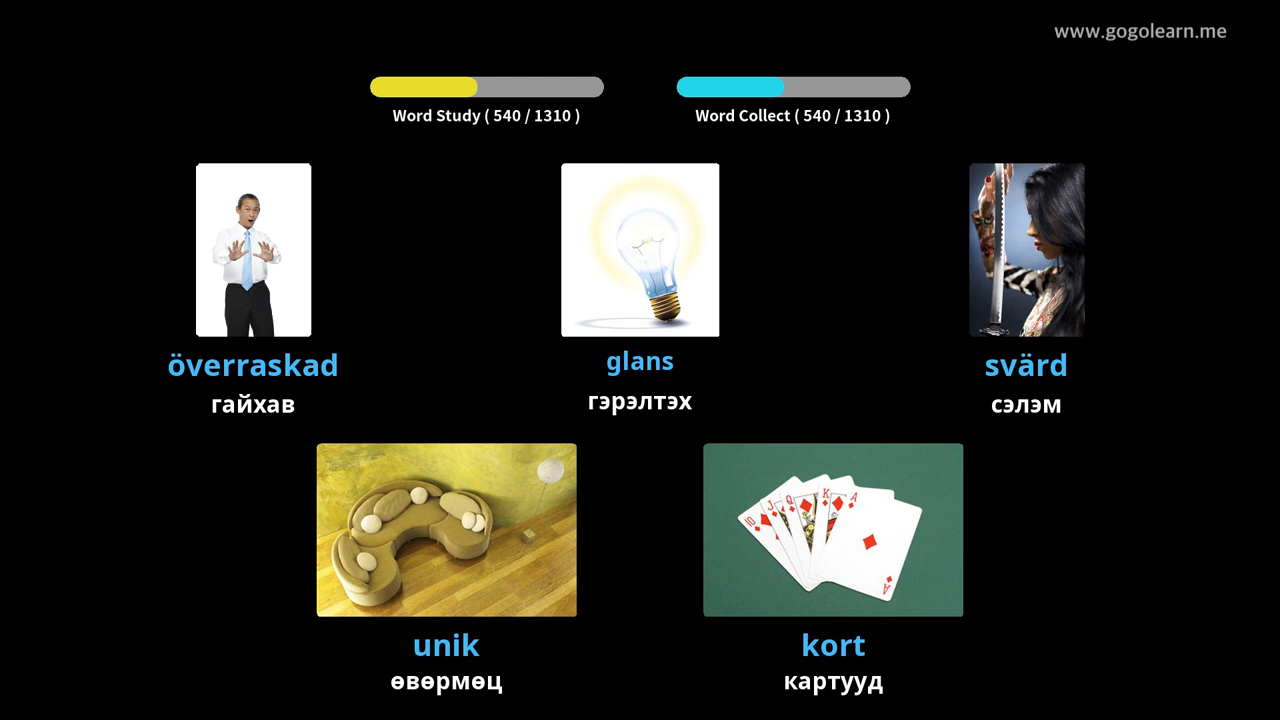 www.gogolearn.me
Word Study ( 540 / 1310 )
Word Collect ( 540 / 1310 )
överraskad
гайхав
glans
гэрэлтэх
svärd
сэлэм
10 J Q K A
A
unik
өвөрмөц
kort
картууд